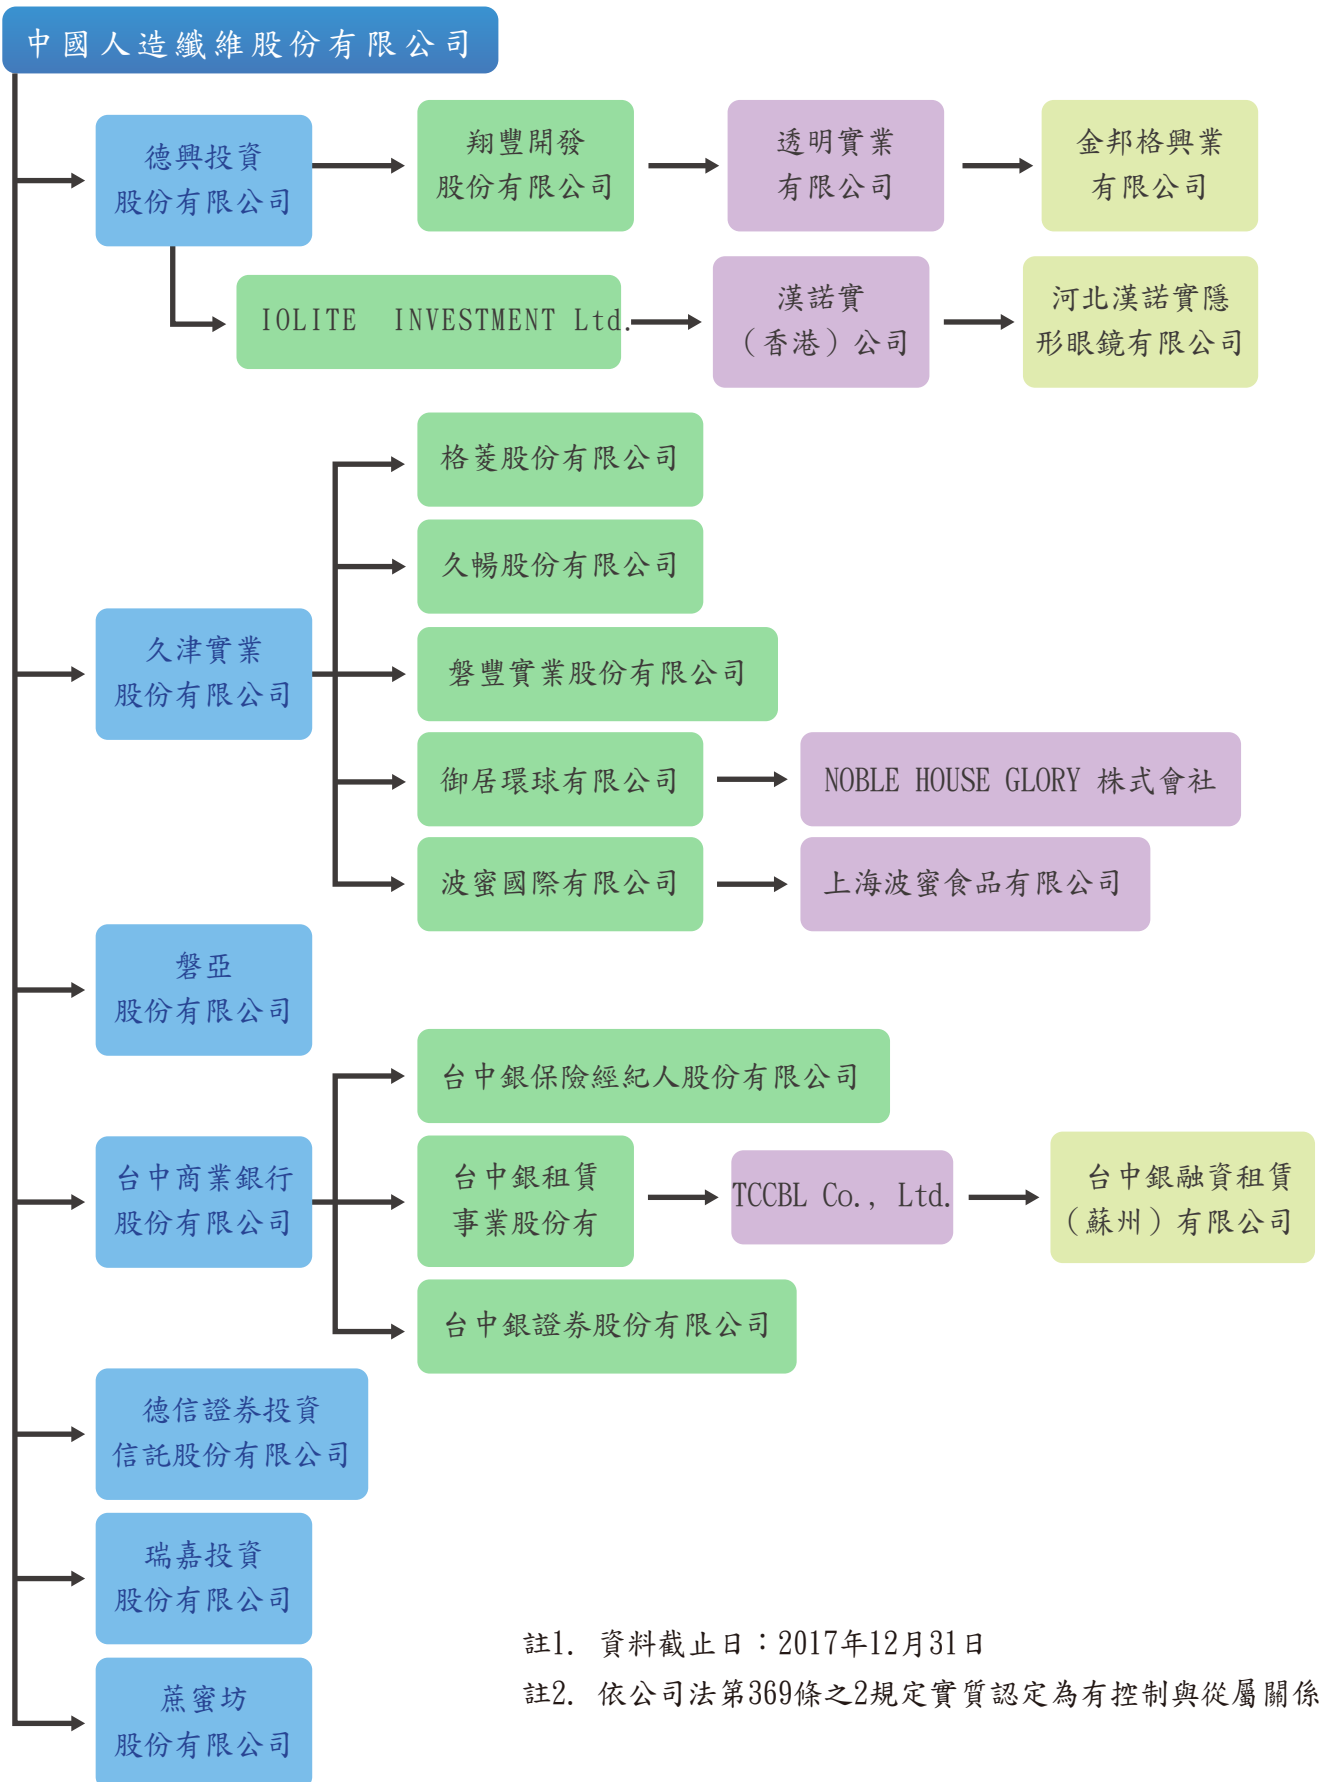 中國人造纖維股份有限公司
德興投資
股份有限公司
翔豐開發
股份有限公司
透明實業
有限公司
金邦格興業
有限公司
IOLITE INVESTMENT Ltd.
漢諾實
（香港）公司
河北漢諾實隱
形眼鏡有限公司
久津實業
股份有限公司
格菱股份有限公司
久暢股份有限公司
磐豐實業股份有限公司
御居環球有限公司
NOBLE HOUSE GLORY 株式會社
波蜜國際有限公司
上海波蜜食品有限公司
磐亞
股份有限公司
台中商業銀行
股份有限公司
台中銀保險經紀人股份有限公司
台中銀租賃
事業股份有
TCCBL Co., Ltd.
台中銀融資租賃
（蘇州）有限公司
台中銀證券股份有限公司
德信證券投資
信託股份有限公司
瑞嘉投資
股份有限公司
蔗蜜坊
股份有限公司
註1. 資料截止日：2017年12月31日
註2. 依公司法第369條之2規定實質認定為有控制與從屬關係